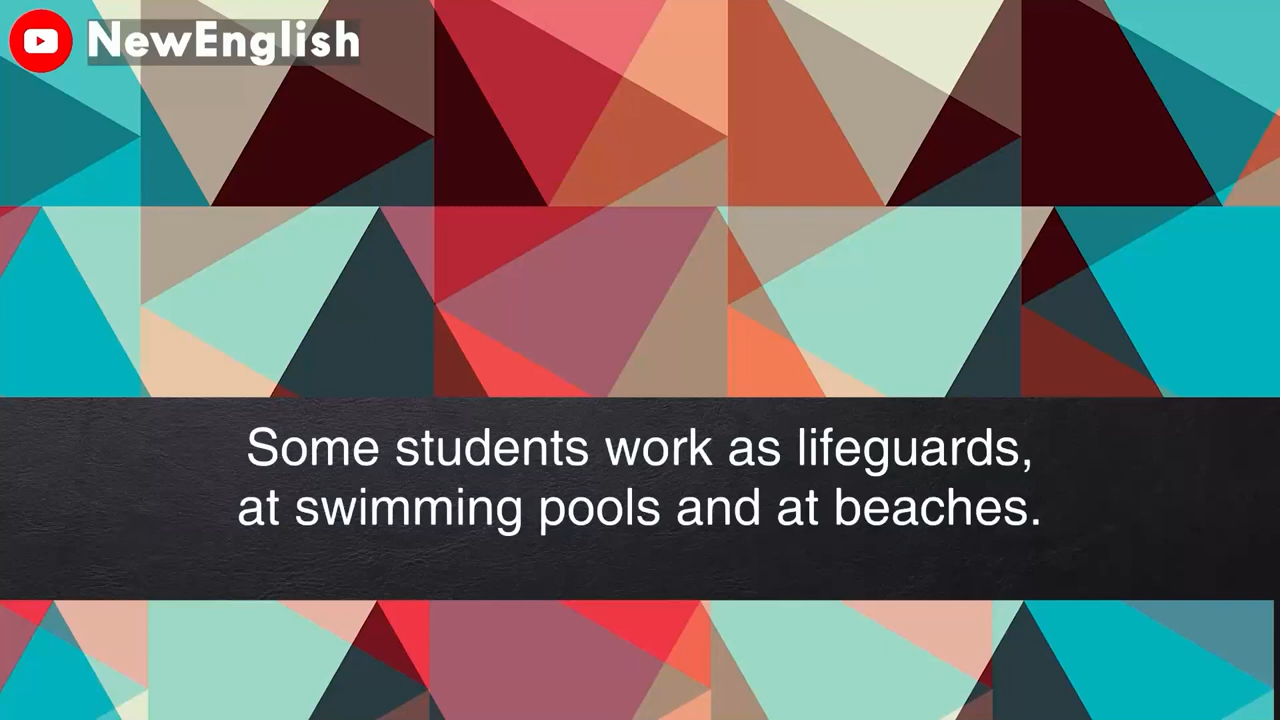 NewEnglish
Some students work as lifeguards,
at swimming pools and at beaches.